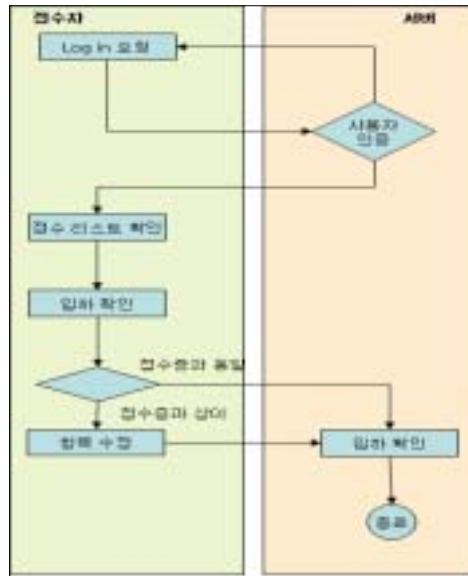 접수자
서버
Log in 요청
사용자
인증
접수 리스트 확인
입하 확인
접수증과 동일
접수증과 상이
항목 수정
입하 확인
종료